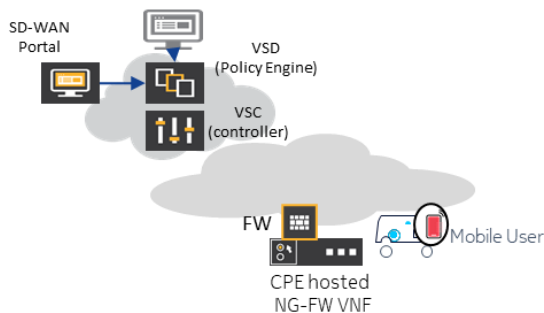 SD-WAN
Portal
VSD
(Policy Engine)
VSC
(controller)
FW
Mobile User
CPE hosted
NG-FW VNF